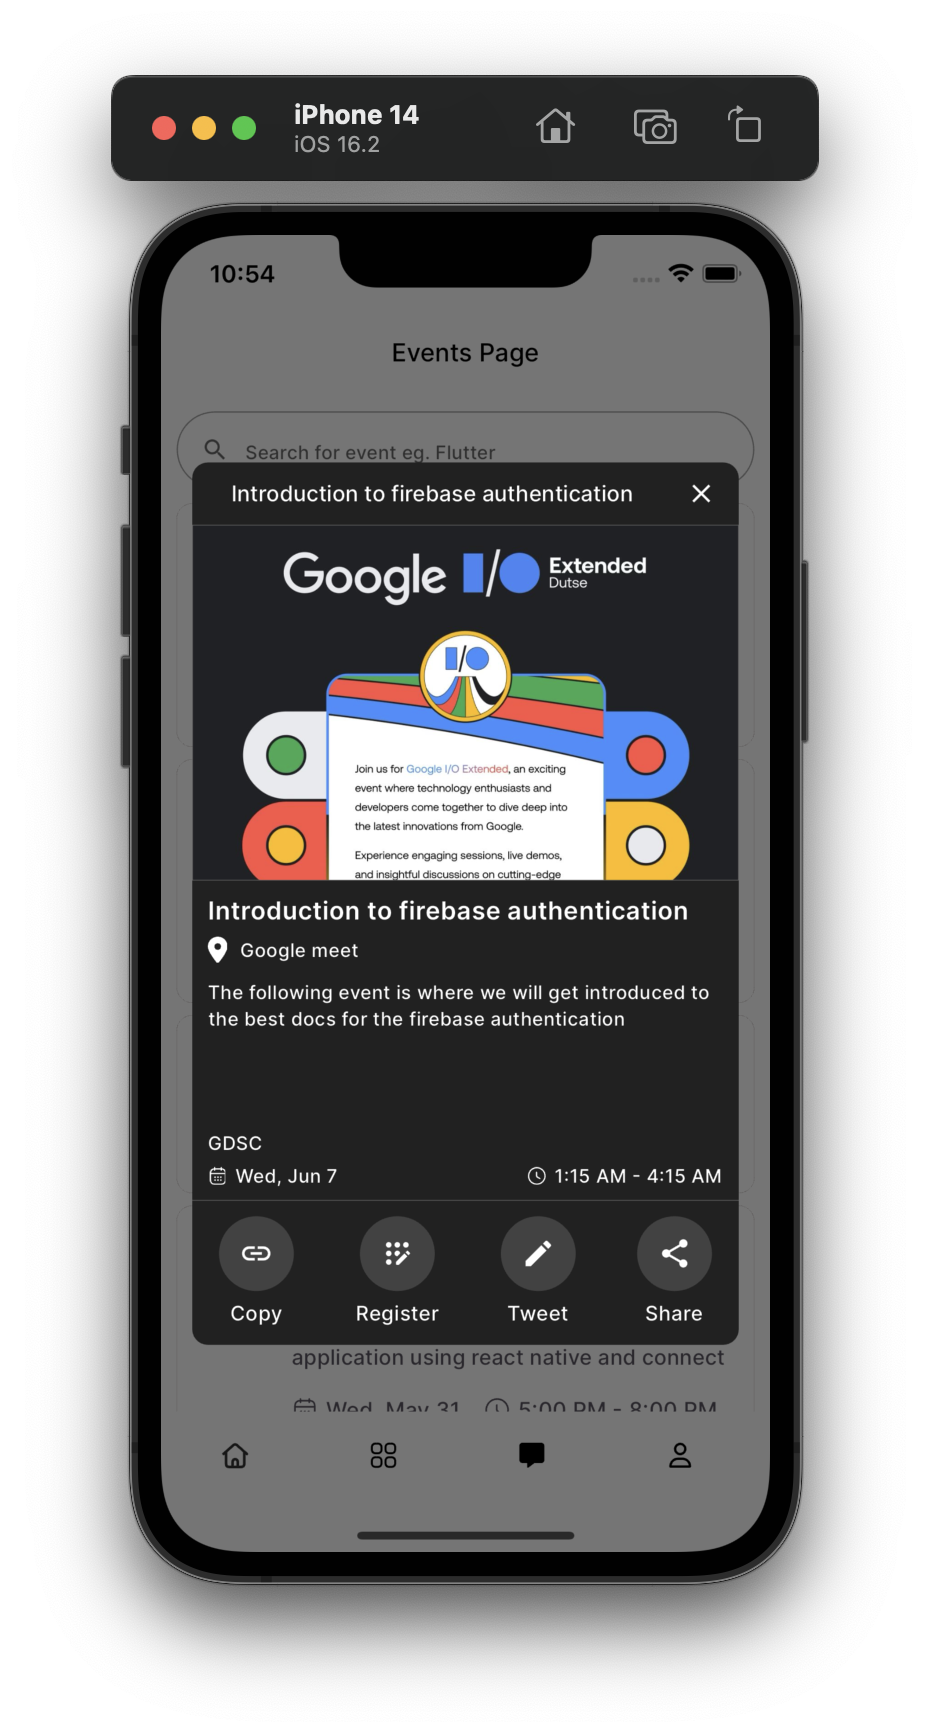 iPhone 14
iOS 16.2
10:54
Events Page
Search for event eg. Flutter
Introduction to firebase authentication
Google I/O Extended
Dutse
I/O
Join us for Google I/O Extended, an exciting
event where technology enthusiasts and
developers come together to dive deep into
the latest innovations from Google.
Experience engaging sessions, live demos,
and insightful discussions on cutting-edge
Introduction to firebase authentication
Google meet
The following event is where we will get introduced to
the best docs for the firebase authentication
GDSC
Wed, Jun 7
1:15 AM - 4:15 AM
Copy
Register
Tweet
Share
application using react native and connect
Wed, May 31
5:00 PM - 8:00 PM